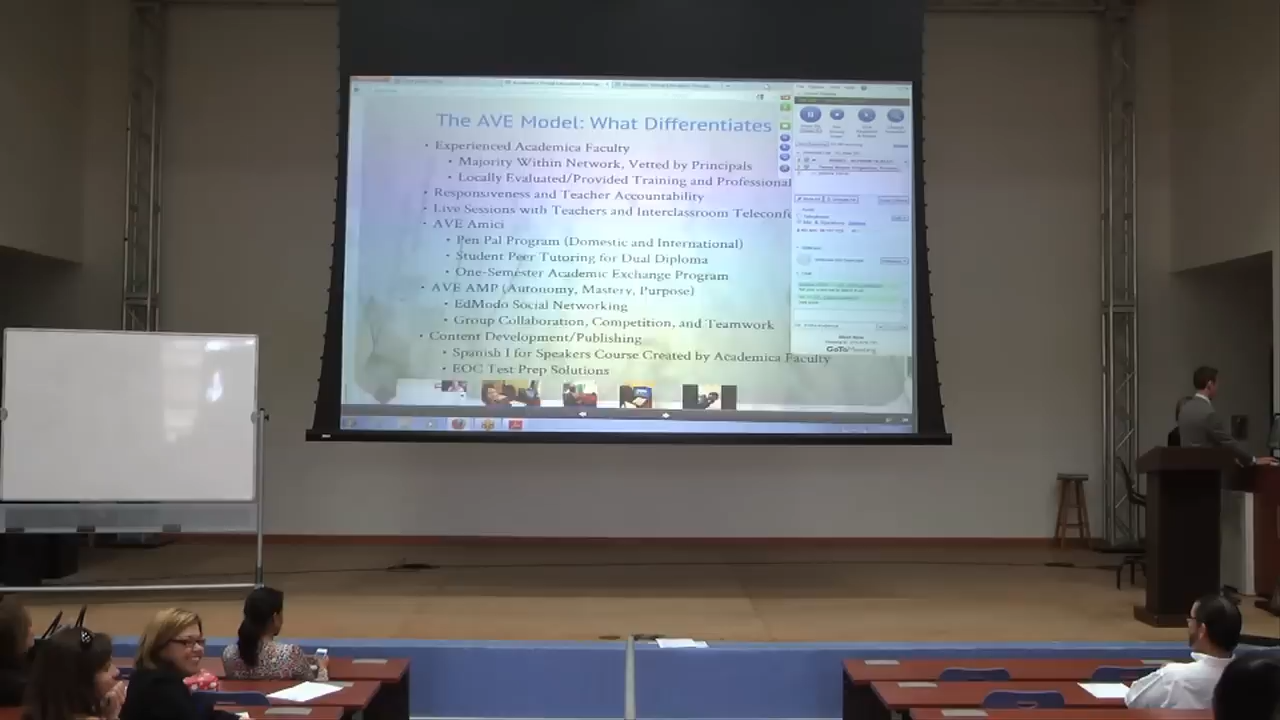 The AVE Model: What Differentiates
• Experienced Academica Faculty
• Majority Within Network, Vetted by Principals
• Locally Evaluated/Provided Training and Professional
• Responsiveness and Teacher Accountability
• Live Sessions with Teachers and Interclassroom Teleconfe
• AVE Amici
• Pen Pal Program (Domestic and International)
• Student Peer Tutoring for Dual Diploma
• One-Semester Academic Exchange Program
• AVE AMP (Autonomy, Mastery, Purpose)
• EdModo Social Networking
• Group Collaboration, Competition, and Teamwork
• Content Development/Publishing
• Spanish I for Speakers Course Created by Academica Faculty
• EOC Test Prep Solutions
GoToMeeting